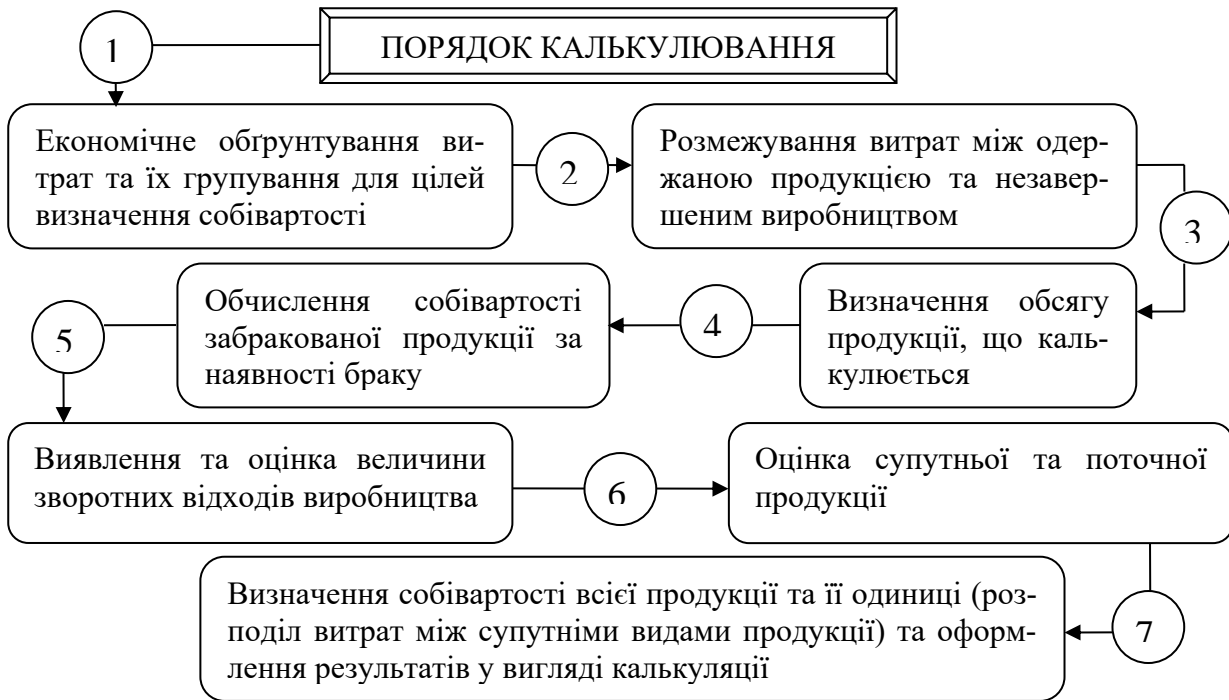 1
ПОРЯДОК КАЛЬКУЛЮВАННЯ
Економічне обґрунтування ви-
трат та їх групування для цілей
визначення собівартості
2
Розмежування витрат між одер-
жаною продукцією та незавер-
шеним виробництвом
3
Визначення обсягу
продукції, що каль-
кулюється
4
Обчислення собівартості
забракованої продукції за
наявності браку
5
Виявлення та оцінка величини
зворотних відходів виробництва
6
Оцінка супутньої та поточної
продукції
7
Визначення собівартості всієї продукції та її одиниці (роз-
поділ витрат між супутніми видами продукції) та оформ-
лення результатів у вигляді калькуляції